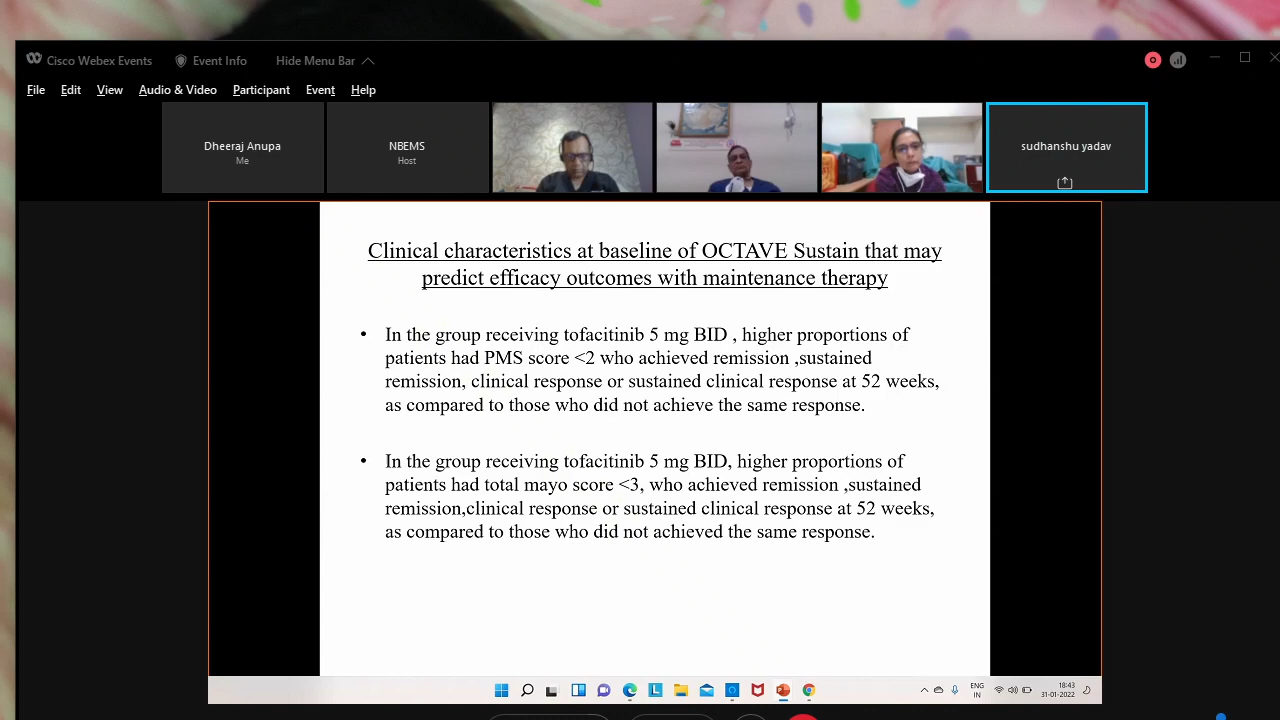 Cisco Webex Events
Event Info
Hide Menu Bar
File
Edit
View
Audio & Video
Participant
Event
Help
Dheeraj Anupa
Me
NBEMS
Host
sudhanshu yadav
Clinical characteristics at baseline of OCTAVE Sustain that may
predict efficacy outcomes with maintenance therapy
• In the group receiving tofacitinib 5 mg BID , higher proportions of
patients had PMS score <2 who achieved remission ,sustained
remission, clinical response or sustained clinical response at 52 weeks,
as compared to those who did not achieve the same response.
• In the group receiving tofacitinib 5 mg BID, higher proportions of
patients had total mayo score <3, who achieved remission ,sustained
remission,clinical response or sustained clinical response at 52 weeks,
as compared to those who did not achieved the same response.
ENG
IN
18:43
31-01-2022